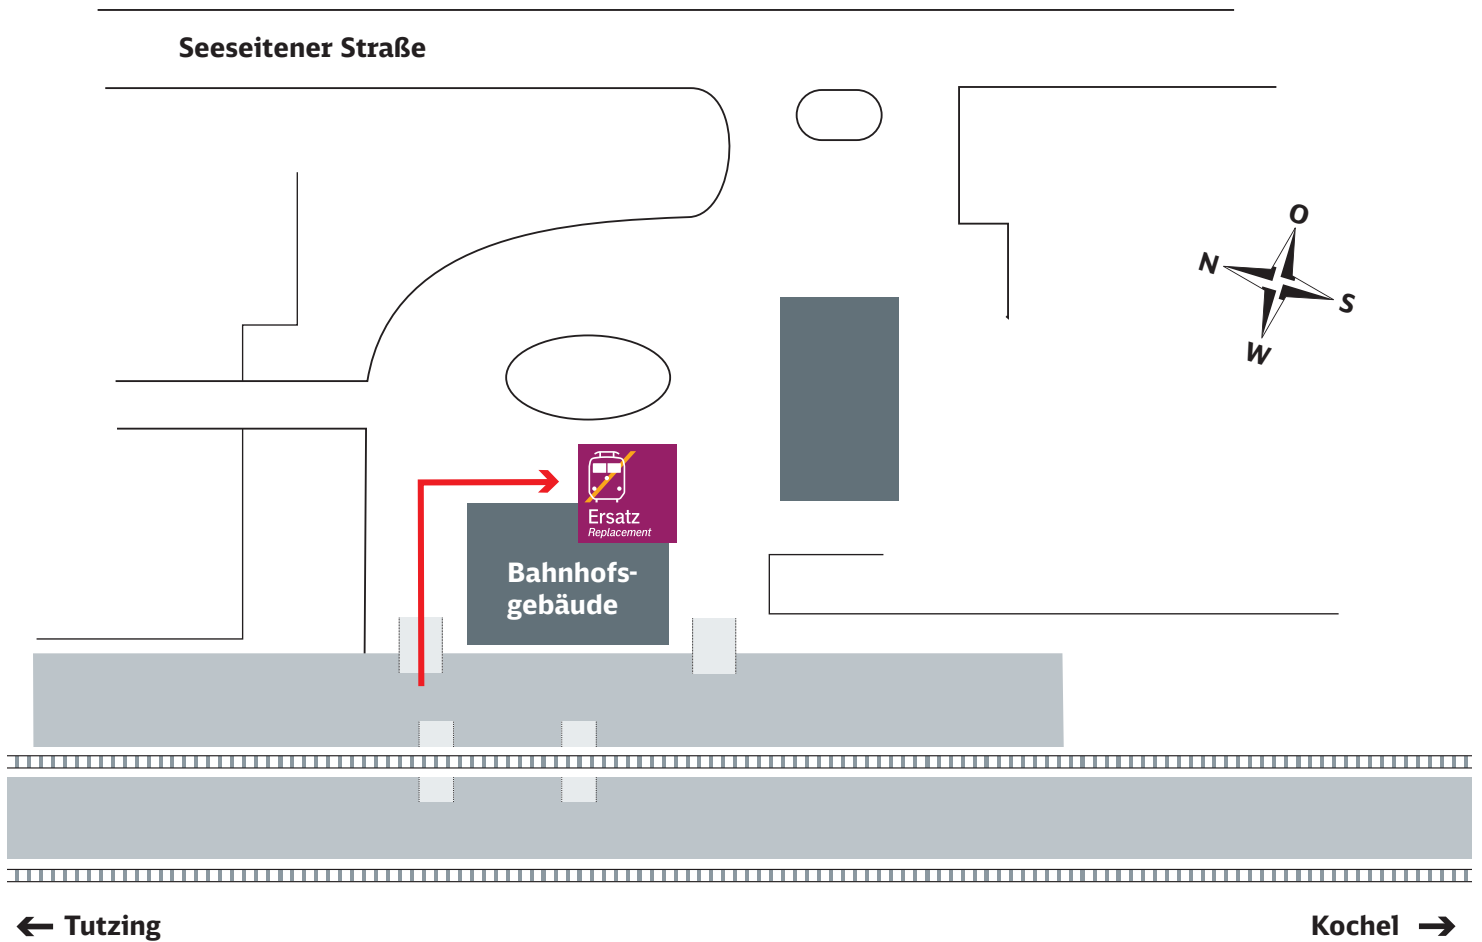 Seeseitener Straße
O
N
S
W
Ersatz
Replacement
Bahnhofs-
gebäude
Tutzing
Kochel